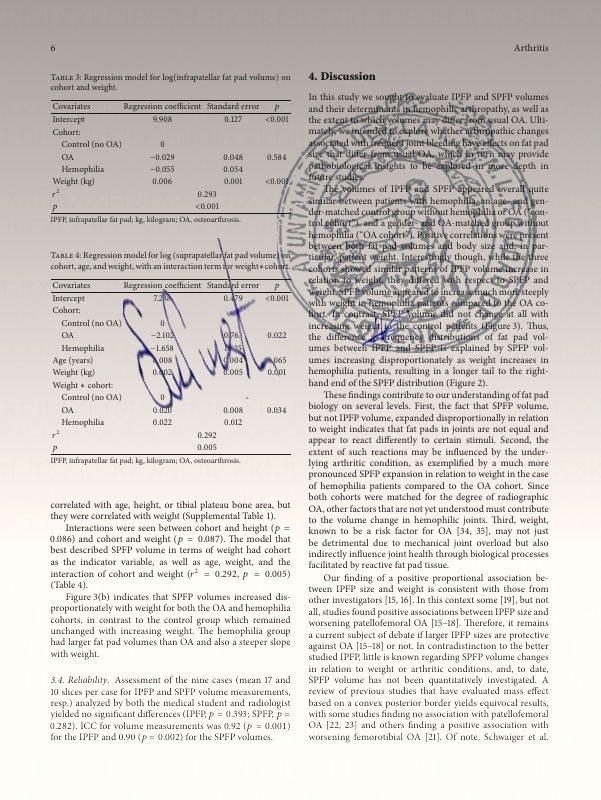 6
Arthritis
TABLE 3: Regression model for log(infrapatellar fat pad volume) on
cohort and weight.
Covariates Regression coefficient Standard error p
Intercept 9.908 0.127 <0.001
Cohort:
Control (no OA) 0
OA −0.029 0.048 0.584
Hemophilia −0.055 0.054
Weight (kg) 0.006 0.001 <0.001
r² 0.293
p <0.001
IPFP, infrapatellar fat pad; kg, kilogram; OA, osteoarthrosis.
TABLE 4: Regression model for log (suprapatellar fat pad volume) on
cohort, age, and weight, with an interaction term for weight∗cohort.
Covariates Regression coefficient Standard error p
Intercept <0.001
Cohort:
Control (no OA) 0
OA −2.102 0.022
Hemophilia −1.658
Age (years)
Weight (kg) 0.005 0.001
Weight ∗ cohort:
Control (no OA) 0
OA 0.020 0.008 0.034
Hemophilia 0.022 0.012
r² 0.292
p 0.005
IPFP, infrapatellar fat pad; kg, kilogram; OA, osteoarthrosis.
correlated with age, height, or tibial plateau bone area, but
they were correlated with weight (Supplemental Table 1).
Interactions were seen between cohort and height (p =
0.086) and cohort and weight (p = 0.087). The model that
best described SPFP volume in terms of weight had cohort
as the indicator variable, as well as age, weight, and the
interaction of cohort and weight (r² = 0.292, p = 0.005)
(Table 4).
Figure 3(b) indicates that SPFP volumes increased dis-
proportionately with weight for both the OA and hemophilia
cohorts, in contrast to the control group which remained
unchanged with increasing weight. The hemophilia group
had larger fat pad volumes than OA and also a steeper slope
with weight.
3.4. Reliability. Assessment of the nine cases (mean 17 and
10 slices per case for IPFP and SPFP volume measurements,
resp.) analyzed by both the medical student and radiologist
yielded no significant differences (IPFP, p = 0.393; SPFP, p =
0.282). ICC for volume measurements was 0.92 (p = 0.001)
for the IPFP and 0.90 (p = 0.002) for the SPFP volumes.
4. Discussion
In this study we sought to evaluate IPFP and SPFP volumes
and their determinants in hemophilic arthropathy, as well as
the extent to which volumes may differ from usual OA. Ulti-
mately, we intended to explore whether arthropathic changes
associated with frequent joint bleeding have effects on fat pad
size that differ from usual OA, which in turn may provide
pathobiological insights to be explored in more depth in
future studies.
The volumes of IPFP and SPFP appeared overall quite
similar between patients with hemophilia, an age- and gen-
der-matched control group without hemophilia or OA (“con-
trol cohort”), and a gender- and OA-matched group without
hemophilia (“OA cohort”). Positive correlations were present
between both fat pad volumes and body size and, in par-
ticular, patient weight. Interestingly though, while the three
cohorts showed similar patterns of IPFP volume increase in
relation to weight, they differed with respect to SPFP and
weight. SPFP volume appeared to increase much more steeply
with weight in hemophilia patients compared to the OA co-
hort. In contrast, SPFP volume did not change at all with
increasing weight in the control patients (Figure 3). Thus,
the difference in frequency distributions of fat pad vol-
umes between IPFP and SPFP is explained by SPFP vol-
umes increasing disproportionately as weight increases in
hemophilia patients, resulting in a longer tail to the right-
hand end of the SPFP distribution (Figure 2).
These findings contribute to our understanding of fat pad
biology on several levels. First, the fact that SPFP volume,
but not IPFP volume, expanded disproportionally in relation
to weight indicates that fat pads in joints are not equal and
appear to react differently to certain stimuli. Second, the
extent of such reactions may be influenced by the under-
lying arthritic condition, as exemplified by a much more
pronounced SPFP expansion in relation to weight in the case
of hemophilia patients compared to the OA cohort. Since
both cohorts were matched for the degree of radiographic
OA, other factors that are not yet understood must contribute
to the volume change in hemophilic joints. Third, weight,
known to be a risk factor for OA [34, 35], may not just
be detrimental due to mechanical joint overload but also
indirectly influence joint health through biological processes
facilitated by reactive fat pad tissue.
Our finding of a positive proportional association be-
tween IPFP size and weight is consistent with those from
other investigators [15, 16]. In this context some [19], but not
all, studies found positive associations between IPFP size and
worsening patellofemoral OA [15–18]. Therefore, it remains
a current subject of debate if larger IPFP sizes are protective
against OA [15–18] or not. In contradistinction to the better
studied IPFP, little is known regarding SPFP volume changes
in relation to weight or arthritic conditions, and, to date,
SPFP volume has not been quantitatively investigated. A
review of previous studies that have evaluated mass effect
based on a convex posterior border yields equivocal results,
with some studies finding no association with patellofemoral
OA [22, 23] and others finding a positive association with
worsening femorotibial OA [21]. Of note, Schwaiger et al.